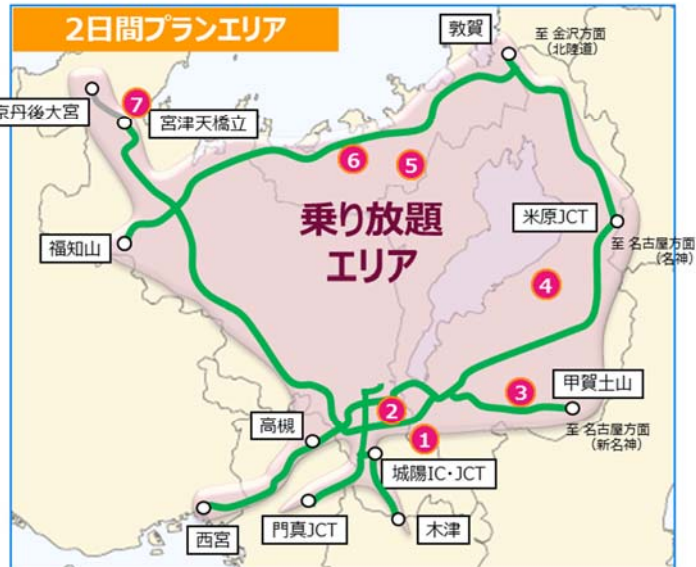 2日間プランエリア
敦賀
至 金沢方面
(北陸道)
7
京丹後大宮
宮津天橋立
6
5
乗り放題
エリア
米原JCT
至 名古屋方面
(名神)
福知山
4
3
甲賀土山
2
高槻
1
至 名古屋方面
(新名神)
城陽IC・JCT
西宮
門真JCT
木津